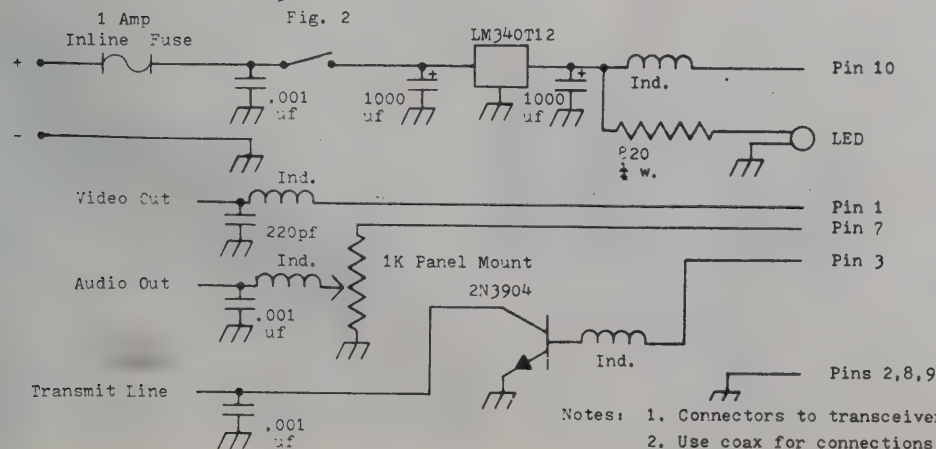 Fig. 2
1 Amp
Inline Fuse
LM340T12
+
.001
uf
+
1000
uf
+
1000
uf
Ind.
Pin 10
-
820
¼ w.
LED
Ind.
Video Out
220pf
Pin 1
Pin 7
Ind.
Audio Out
.001
uf
1K Panel Mount
2N3904
Pin 3
Ind.
Transmit Line
.001
uf
Pins 2,8,9
Notes: 1. Connectors to
2. Use coax for connections